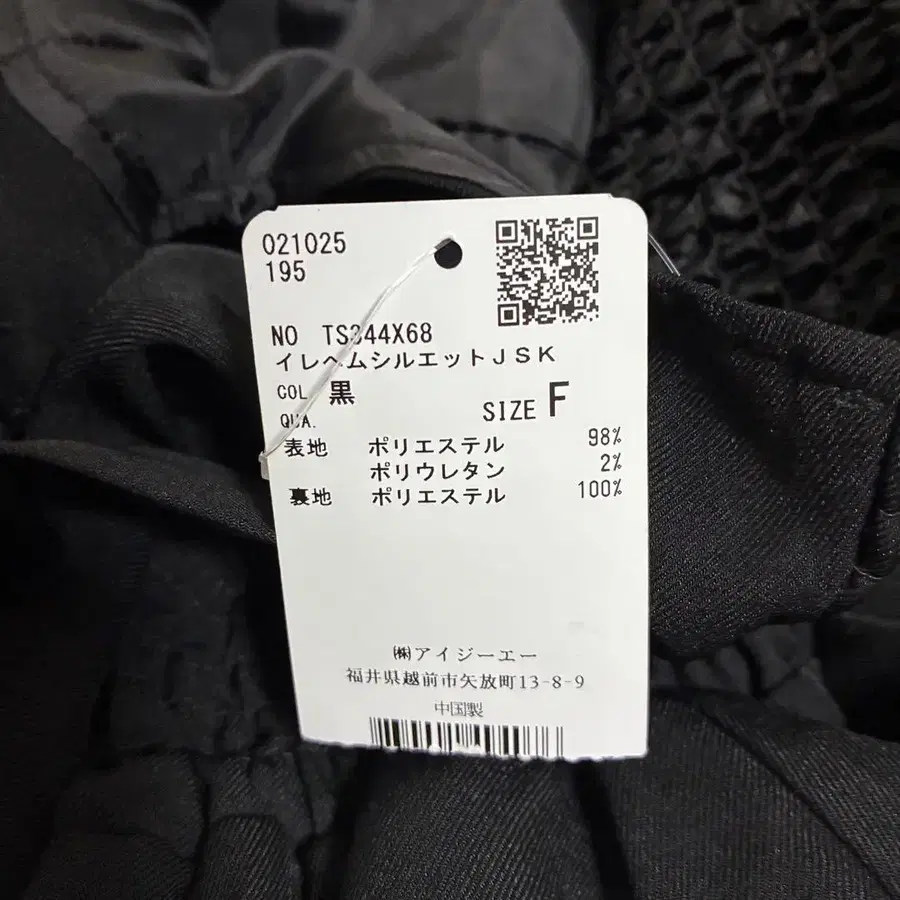 021025
195
NO TS344X68
イレヘムシルエットJSK
COL 黒
QUA.
SIZE F
表地 ポリエステル 98%
ポリウレタン 2%
裏地 ポリエステル 100%
㈱アイジーエー
福井県越前市矢放町13-8-9
中国製